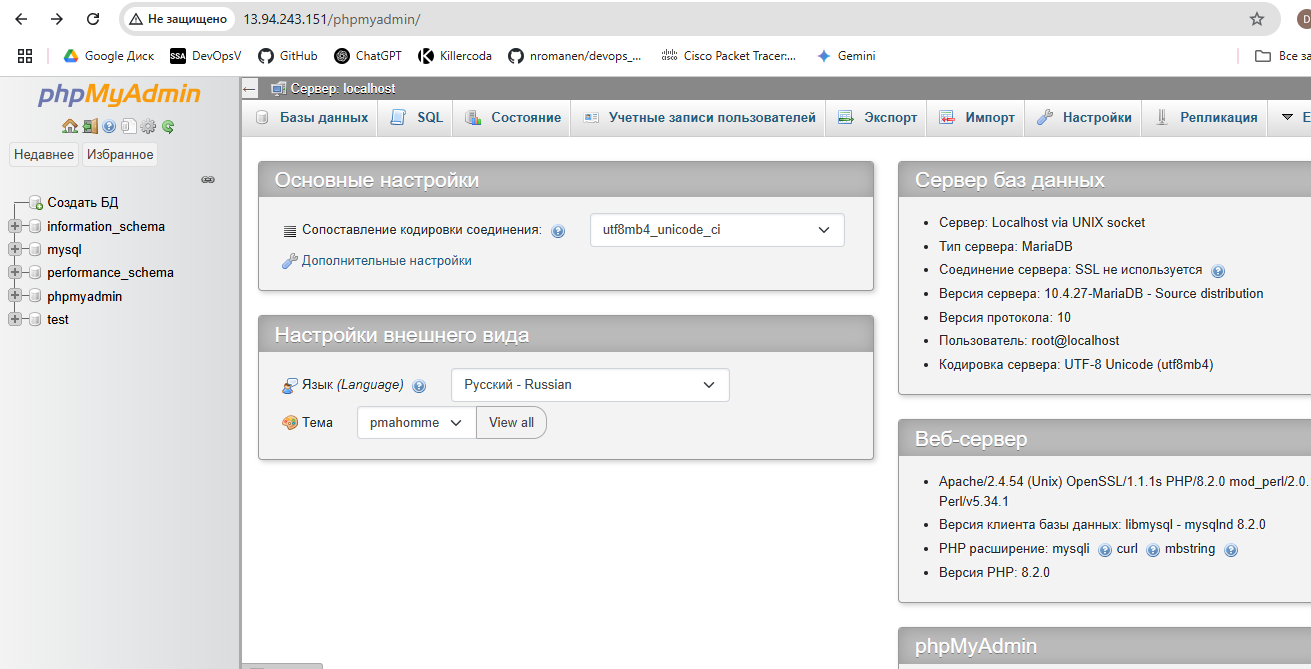 Не защищено 13.94.243.151/phpmyadmin/
Google Диск SSA DevOpsV GitHub ChatGPT Killercoda nromanen/devops_... Cisco Packet Tracer:... Gemini Все за
phpMyAdmin
Недавнее Избранное
Создать БД
information_schema
mysql
performance_schema
phpmyadmin
test
Сервер: localhost
Базы данных SQL Состояние Учетные записи пользователей Экспорт Импорт Настройки Репликация
Основные настройки
Сопоставление кодировки соединения: utf8mb4_unicode_ci
Дополнительные настройки
Настройки внешнего вида
Язык (Language) Русский - Russian
Тема pmahomme View all
Сервер баз данных
Сервер: Localhost via UNIX socket
Тип сервера: MariaDB
Соединение сервера: SSL не используется
Версия сервера: 10.4.27-MariaDB - Source distribution
Версия протокола: 10
Пользователь: root@localhost
Кодировка сервера: UTF-8 Unicode (utf8mb4)
Веб-сервер
Apache/2.4.54 (Unix) OpenSSL/1.1.1s PHP/8.2.0 mod_perl/2.0.
Perl/v5.34.1
Версия клиента базы данных: libmysql - mysqlnd 8.2.0
PHP расширение: mysqli curl mbstring
Версия PHP: 8.2.0
phpMyAdmin